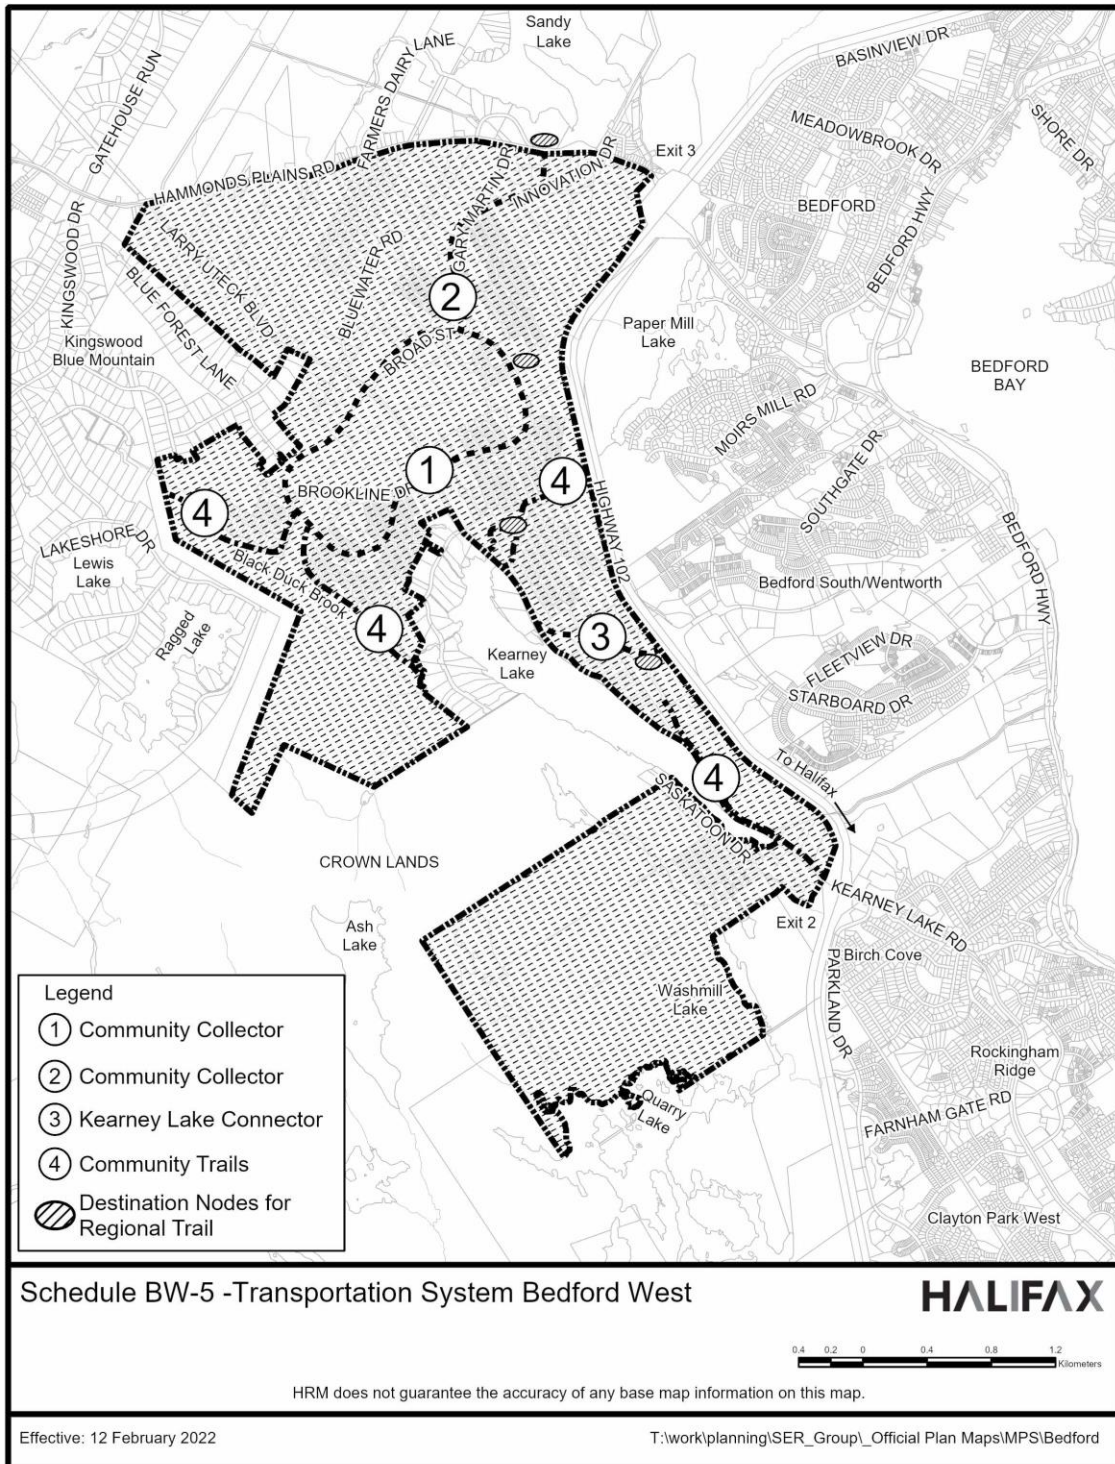 Sandy
Lake
BASINVIEW DR
GATEHOUSE RUN
FARMERS DAIRY LANE
SHORE DR
MEADOWBROOK DR
Exit 3
HAMMONDS PLAINS RD
GARY MARTIN DR
INNOVATION DR
BEDFORD
BEDFORD HWY
KINGSWOOD DR
LARRY UTECK BLVD
BLUEWATER RD
BLUE FOREST LANE
2
Kingswood
Blue Mountain
BROAD ST
Paper Mill
Lake
BEDFORD
BAY
MOIRS MILL RD
1
4
BROOKLINE DR
HIGHWAY 102
SOUTHGATE DR
4
LAKESHORE DR
Lewis
Lake
Black Duck Brook
BEDFORD HWY
Bedford South/Wentworth
Ragged
Lake
4
3
Kearney
Lake
FLEETVIEW DR
STARBOARD DR
4
To Halifax
SASKATOON DR
CROWN LANDS
KEARNEY LAKE RD
Ash
Lake
Exit 2
Birch Cove
PARKLAND DR
Washmill
Lake
Rockingham
Ridge
Quarry
Lake
FARNHAM GATE RD
Clayton Park West
Legend
1 Community Collector
2 Community Collector
3 Kearney Lake Connector
4 Community Trails
Destination Nodes for
Regional Trail
Schedule BW-5 -Transportation System Bedford West
HALIFAX
0.4 0.2 0 0.4 0.8 1.2
Kilometers
HRM does not guarantee the accuracy of any base map information on this map.
Effective: 12 February 2022
T:\work\planning\SER_Group\_Official Plan Maps\MPS\Bedford